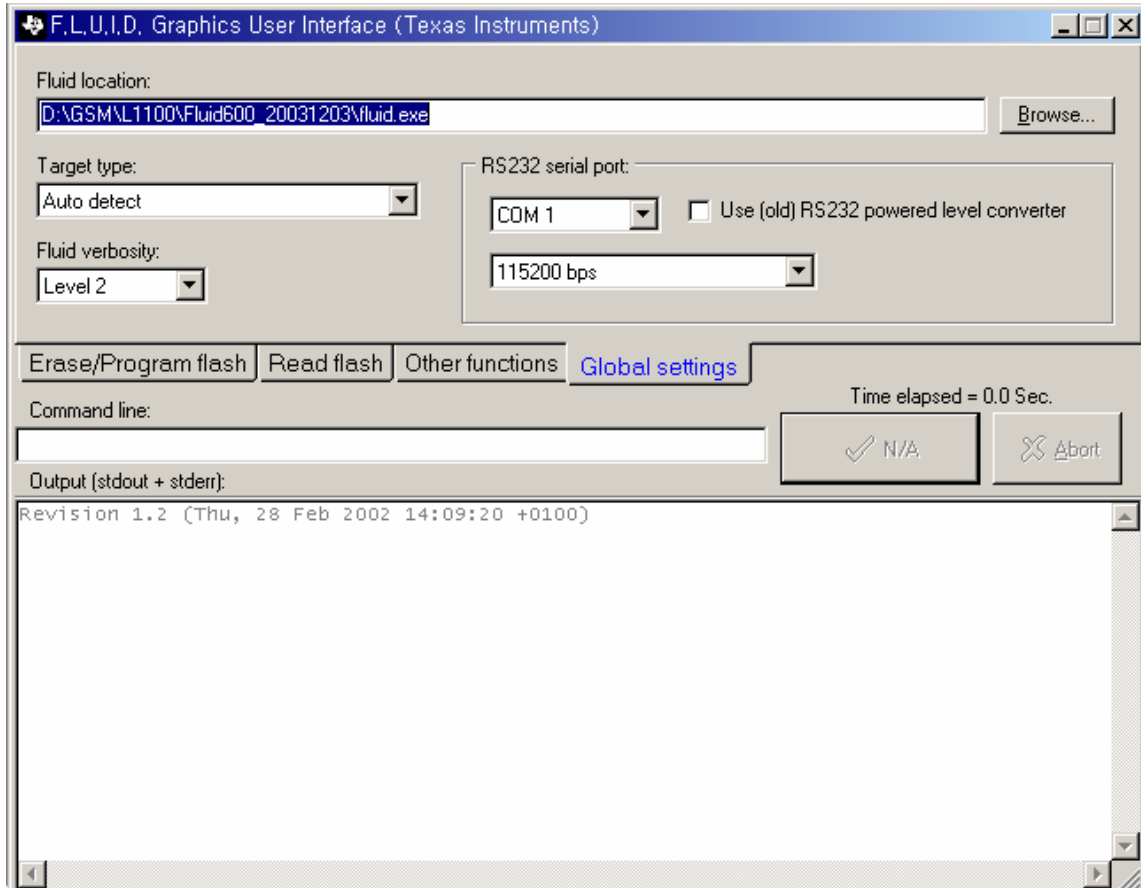 F.L.U.I.D. Graphics User Interface (Texas Instruments)
Fluid location:
D:\GSM\L1100\Fluid600_20031203\fluid.exe
Browse...
Target type:
Auto detect
Fluid verbosity:
Level 2
RS232 serial port:
COM 1
Use (old) RS232 powered level converter
115200 bps
Erase/Program flash
Read flash
Other functions
Global settings
Command line:
Time elapsed = 0.0 Sec.
N/A
Abort
Output (stdout + stderr):
Revision 1.2 (Thu, 28 Feb 2002 14:09:20 +0100)